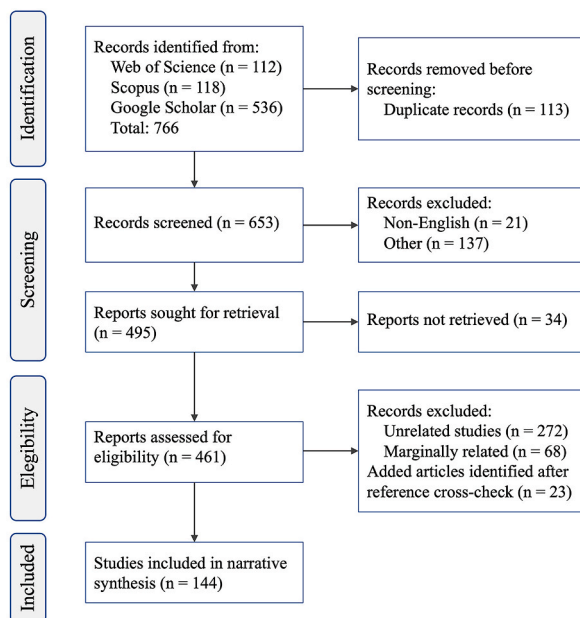 Identification
Records identified from:
Web of Science (n = 112)
Scopus (n = 118)
Google Scholar (n = 536)
Total: 766
Records removed before
screening:
Duplicate records (n = 113)
Screening
Records screened (n = 653)
Records excluded:
Non-English (n = 21)
Other (n = 137)
Reports sought for retrieval
(n = 495)
Reports not retrieved (n = 34)
Elegibility
Reports assessed for
eligibility (n = 461)
Records excluded:
Unrelated studies (n = 272)
Marginally related (n = 68)
Added articles identified after
reference cross-check (n = 23)
Included
Studies included in narrative
synthesis (n = 144)